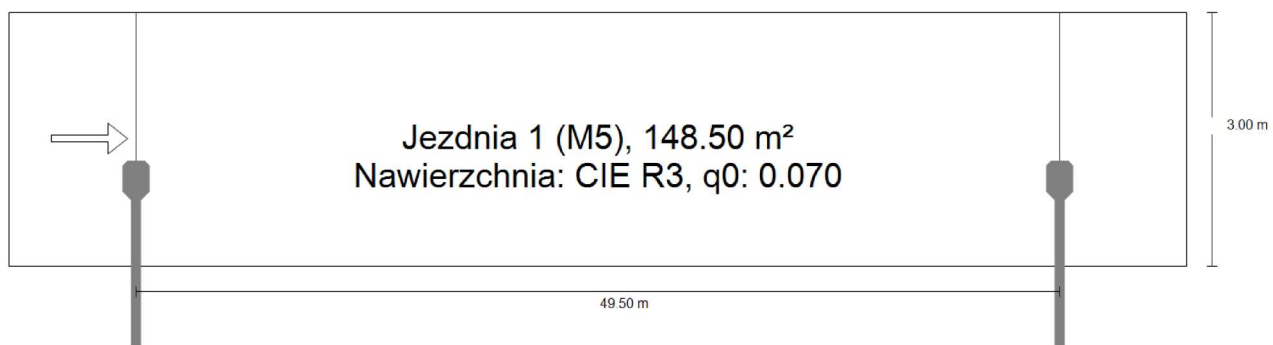 Jezdnia 1 (M5), 148.50 m²
Nawierzchnia: CIE R3, q0: 0.070
3.00 m
49.50 m